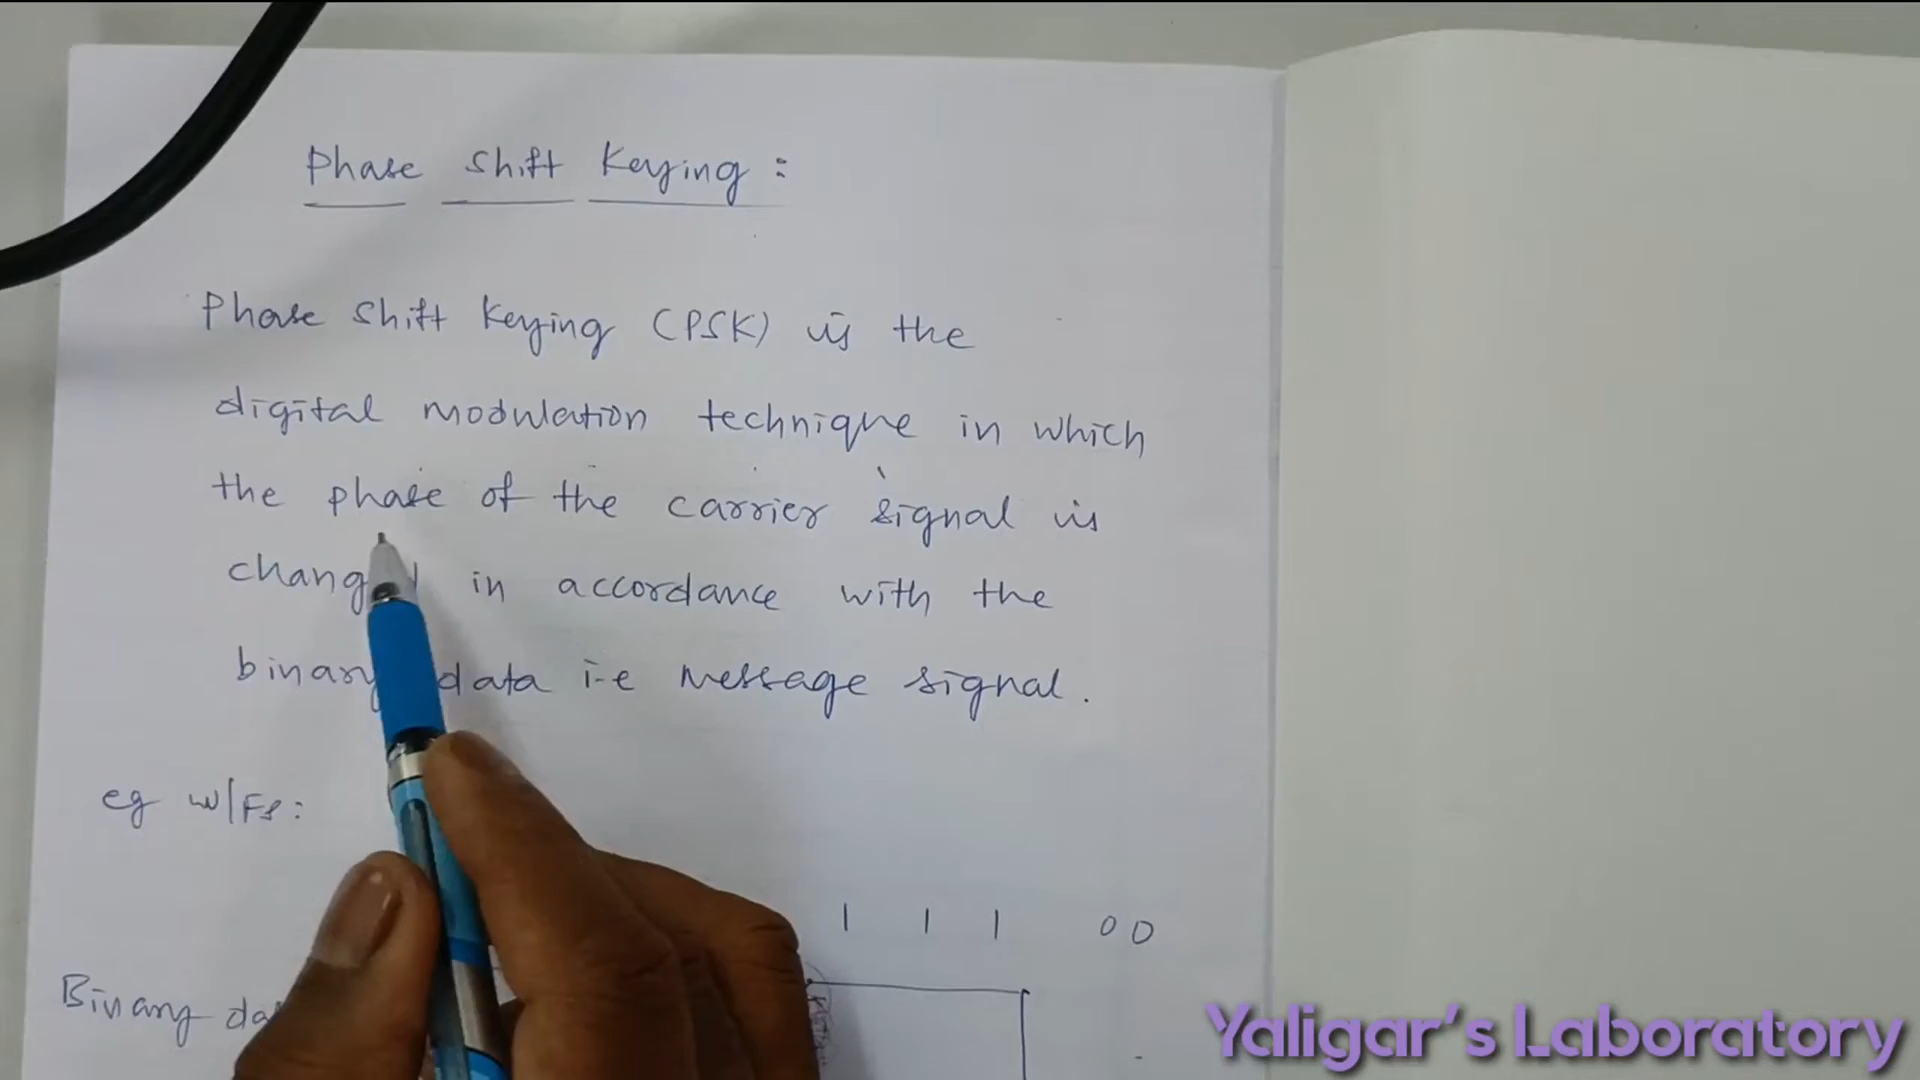 Phase Shift Keying :
Phase Shift Keying (PSK) is the
digital modulation technique in which
the phase of the carrier signal is
in accordance with the
data i-e message signal.
eg W/Fs:
1 1 1 0 0
Binary
Yaligar's Laboratory